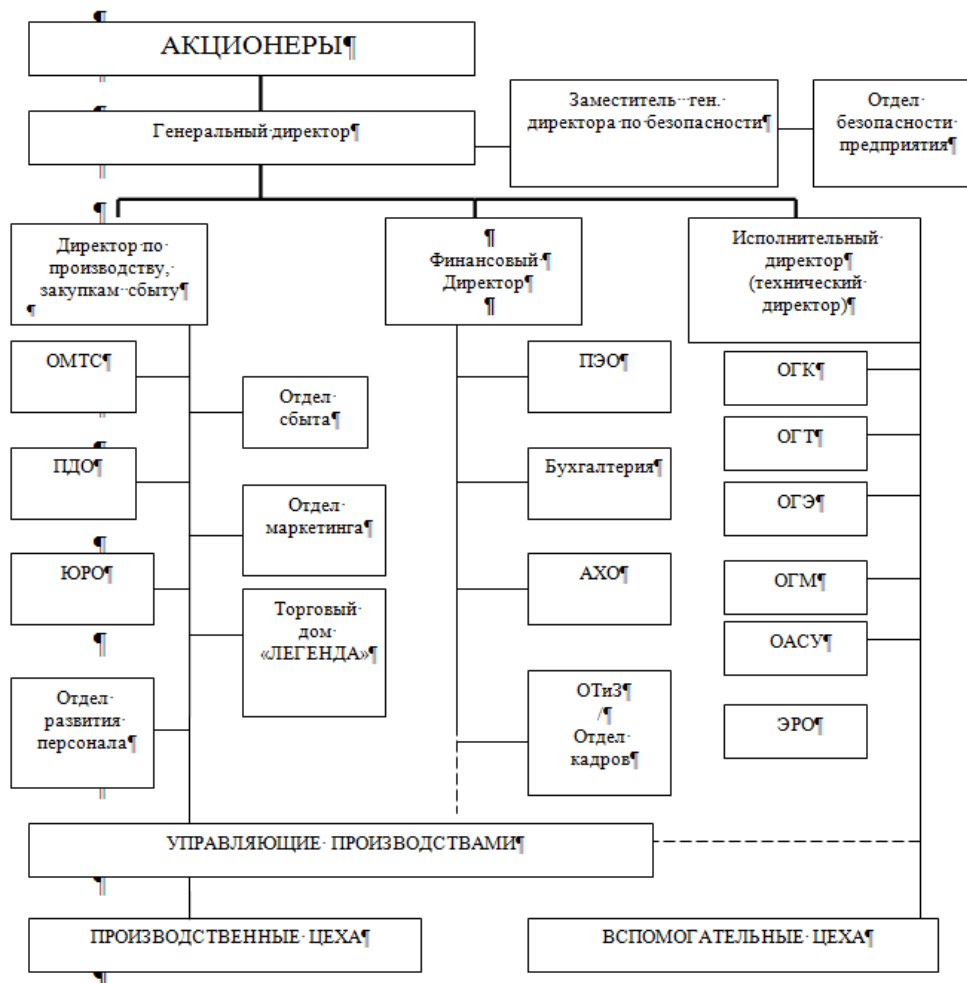 АКЦИОНЕРЫ¶
Генеральный·директор¶
Заместитель···ген.·
директора·по·безопасности¶
Отдел·
безопасности·
предприятия¶
Директор·по·
производству,·
закупкам··сбыту¶
¶
¶
Финансовый·¶
Директор¶
¶
Исполнительный·
директор¶
(технический·
директор)¶
ОМТС¶
Отдел·
сбыта¶
ПДО¶
Отдел·
маркетинга¶
ЮРО¶
Торговый·
дом·
«ЛЕГЕНДА»¶
Отдел·
развития·
персонала¶
ПЭО¶
Бухгалтерия¶
АХО¶
ОТиЗ¶
/¶
Отдел·
кадров¶
ОГК¶
ОГТ¶
ОГЭ¶
ОГМ¶
ОАСУ¶
ЭРО¶
УПРАВЛЯЮЩИЕ· ПРОИЗВОДСТВАМИ¶
ПРОИЗВОДСТВЕННЫЕ· ЦЕХА¶
ВСПОМОГАТЕЛЬНЫЕ· ЦЕХА¶